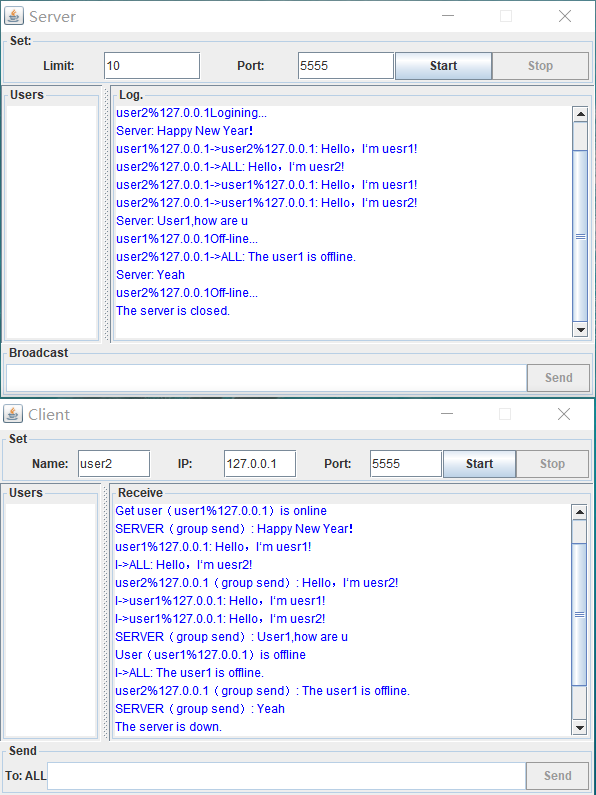 Server
Set:
Limit: 10 Port: 5555 Start Stop
Users
Log.
user2%127.0.0.1Logining...
Server: Happy New Year！
user1%127.0.0.1->user2%127.0.0.1: Hello，I‘m uesr1!
user2%127.0.0.1->ALL: Hello，I‘m uesr2!
user2%127.0.0.1->user1%127.0.0.1: Hello，I‘m uesr1!
user2%127.0.0.1->user1%127.0.0.1: Hello，I‘m uesr2!
Server: User1,how are u
user1%127.0.0.1Off-line...
user2%127.0.0.1->ALL: The user1 is offline.
Server: Yeah
user2%127.0.0.1Off-line...
The server is closed.
Broadcast
Send
Client
Set
Name: user2 IP: 127.0.0.1 Port: 5555 Start Stop
Users
Receive
Get user（user1%127.0.0.1）is online
SERVER（group send）: Happy New Year！
user1%127.0.0.1: Hello，I‘m uesr1!
I->ALL: Hello，I‘m uesr2!
user2%127.0.0.1（group send）: Hello，I‘m uesr2!
I->user1%127.0.0.1: Hello，I‘m uesr1!
I->user1%127.0.0.1: Hello，I‘m uesr2!
SERVER（group send）: User1,how are u
User（user1%127.0.0.1）is offline
I->ALL: The user1 is offline.
user2%127.0.0.1（group send）: The user1 is offline.
SERVER（group send）: Yeah
The server is down.
Send
To: ALL Send